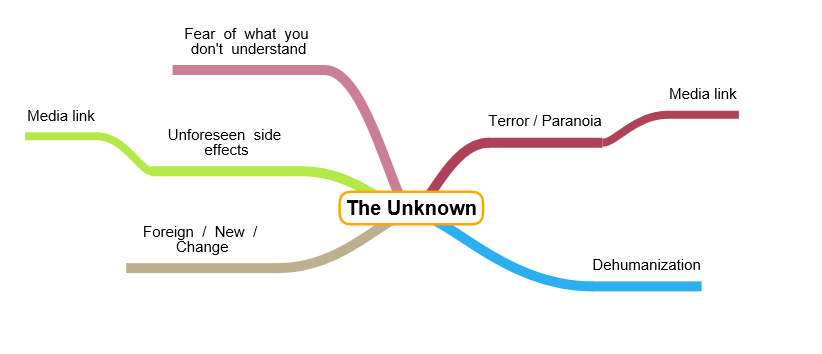 Fear of what you
don't understand
Media link
Terror / Paranoia
Media link
Unforeseen side
effects
The Unknown
Foreign / New /
Change
Dehumanization